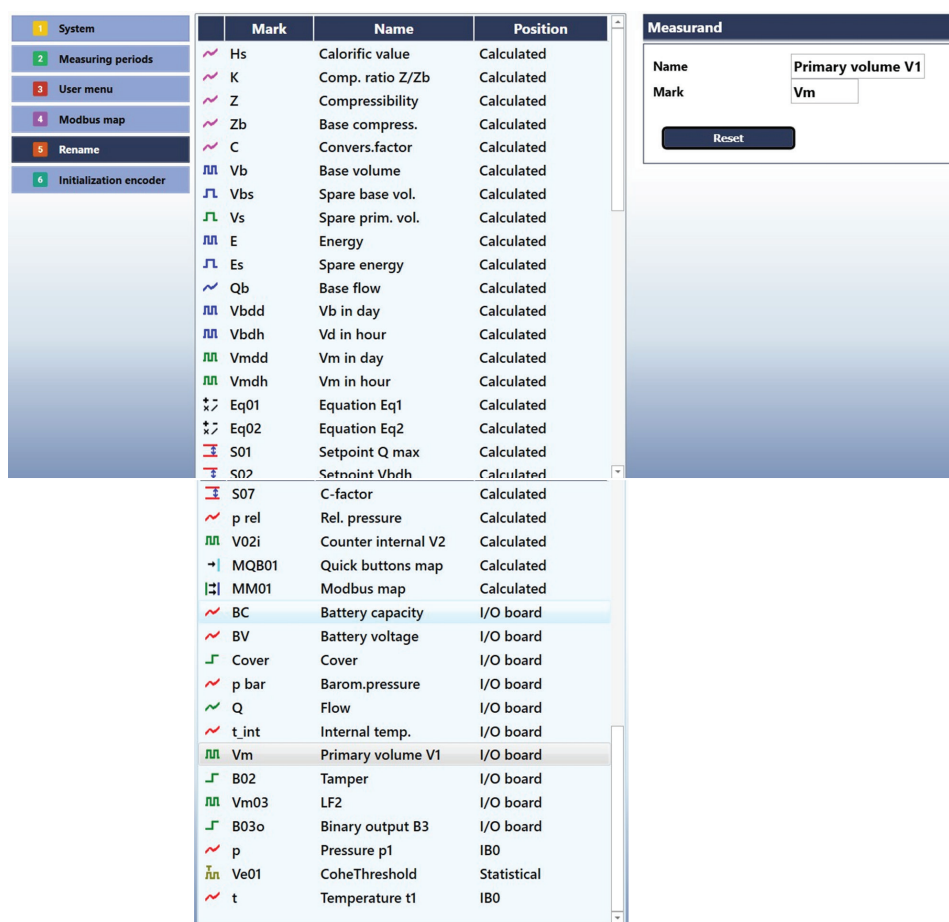 1 System
2 Measuring periods
3 User menu
4 Modbus map
5 Rename
6 Initialization encoder
Mark Name Position
Hs Calorific value Calculated
K Comp. ratio Z/Zb Calculated
Z Compressibility Calculated
Zb Base compress. Calculated
C Convers.factor Calculated
Vb Base volume Calculated
Vbs Spare base vol. Calculated
Vs Spare prim. vol. Calculated
E Energy Calculated
Es Spare energy Calculated
Qb Base flow Calculated
Vbdd Vb in day Calculated
Vbdh Vd in hour Calculated
Vmdd Vm in day Calculated
Vmdh Vm in hour Calculated
Eq01 Equation Eq1 Calculated
Eq02 Equation Eq2 Calculated
S01 Setpoint Q max Calculated
S02 Setpoint Vbdh Calculated
S07 C-factor Calculated
p rel Rel. pressure Calculated
V02i Counter internal V2 Calculated
MQB01 Quick buttons map Calculated
MM01 Modbus map Calculated
BC Battery capacity I/O board
BV Battery voltage I/O board
Cover Cover I/O board
p bar Barom.pressure I/O board
Q Flow I/O board
t_int Internal temp. I/O board
Vm Primary volume V1 I/O board
B02 Tamper I/O board
Vm03 LF2 I/O board
B03o Binary output B3 I/O board
p Pressure p1 IB0
Ve01 CoheThreshold Statistical
t Temperature t1 IB0
Measurand
Name Primary volume V1
Mark Vm
Reset